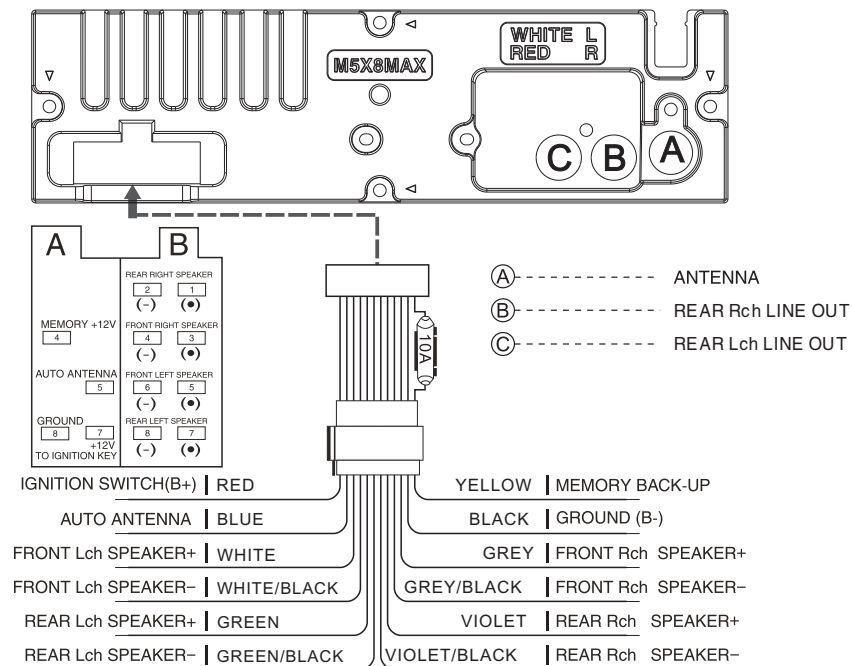 WHITE L
RED R
M5X8MAX
C B A
A B
REAR RIGHT SPEAKER
2 1
(-) (●)
MEMORY +12V
4
FRONT RIGHT SPEAKER
4 3
(-) (●)
AUTO ANTENNA
5
FRONT LEFT SPEAKER
6 5
(-) (●)
GROUND
8 7
+12V
TO IGNITION KEY
REAR LEFT SPEAKER
8 7
(-) (●)
10A
A ANTENNA
B REAR Rch LINE OUT
C REAR Lch LINE OUT
IGNITION SWITCH(B+) RED
AUTO ANTENNA BLUE
FRONT Lch SPEAKER+ WHITE
FRONT Lch SPEAKER– WHITE/BLACK
REAR Lch SPEAKER+ GREEN
REAR Lch SPEAKER– GREEN/BLACK
YELLOW MEMORY BACK-UP
BLACK GROUND (B-)
GREY FRONT Rch SPEAKER+
GREY/BLACK FRONT Rch SPEAKER–
VIOLET REAR Rch SPEAKER+
VIOLET/BLACK REAR Rch SPEAKER–